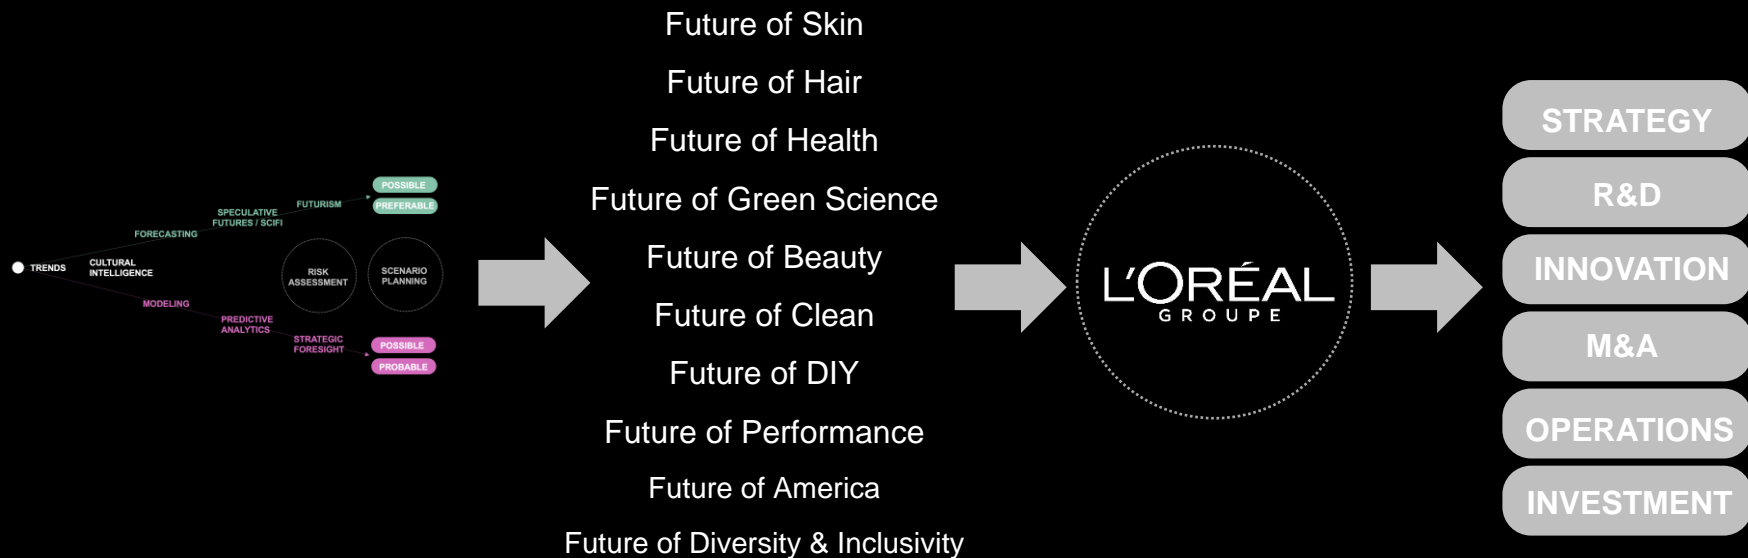 TRENDS
CULTURAL
INTELLIGENCE
FORECASTING
SPECULATIVE
FUTURES / SCIFI
FUTURISM
POSSIBLE
PREFERABLE
RISK
ASSESSMENT
SCENARIO
PLANNING
MODELING
PREDICTIVE
ANALYTICS
STRATEGIC
FORESIGHT
POSSIBLE
PROBABLE
Future of Skin
Future of Hair
Future of Health
Future of Green Science
Future of Beauty
Future of Clean
Future of DIY
Future of Performance
Future of America
Future of Diversity & Inclusivity
L'ORÉAL
GROUPE
STRATEGY
R&D
INNOVATION
M&A
OPERATIONS
INVESTMENT